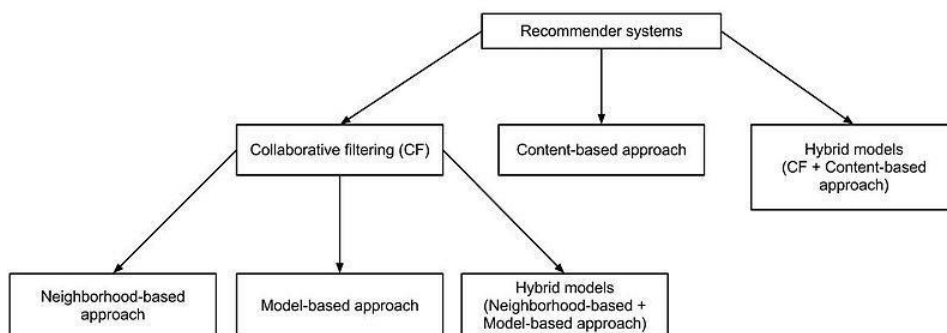 Recommender systems
Collaborative filtering (CF)
Content-based approach
Hybrid models
(CF + Content-based
approach)
Neighborhood-based
approach
Model-based approach
Hybrid models
(Neighborhood-based +
Model-based approach)